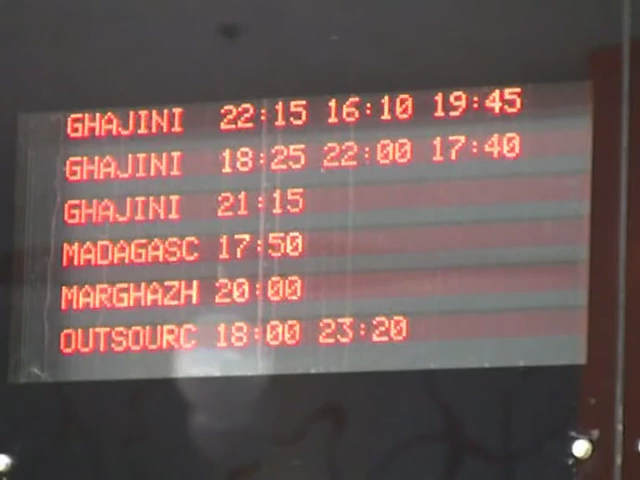 GHAJINI 22:15 16:10 19:45
GHAJINI 18:25 22:00 17:40
GHAJINI 21:15
MADAGASC 17:50
MARGHAZH 20:00
OUTSOURC 18:00 23:20